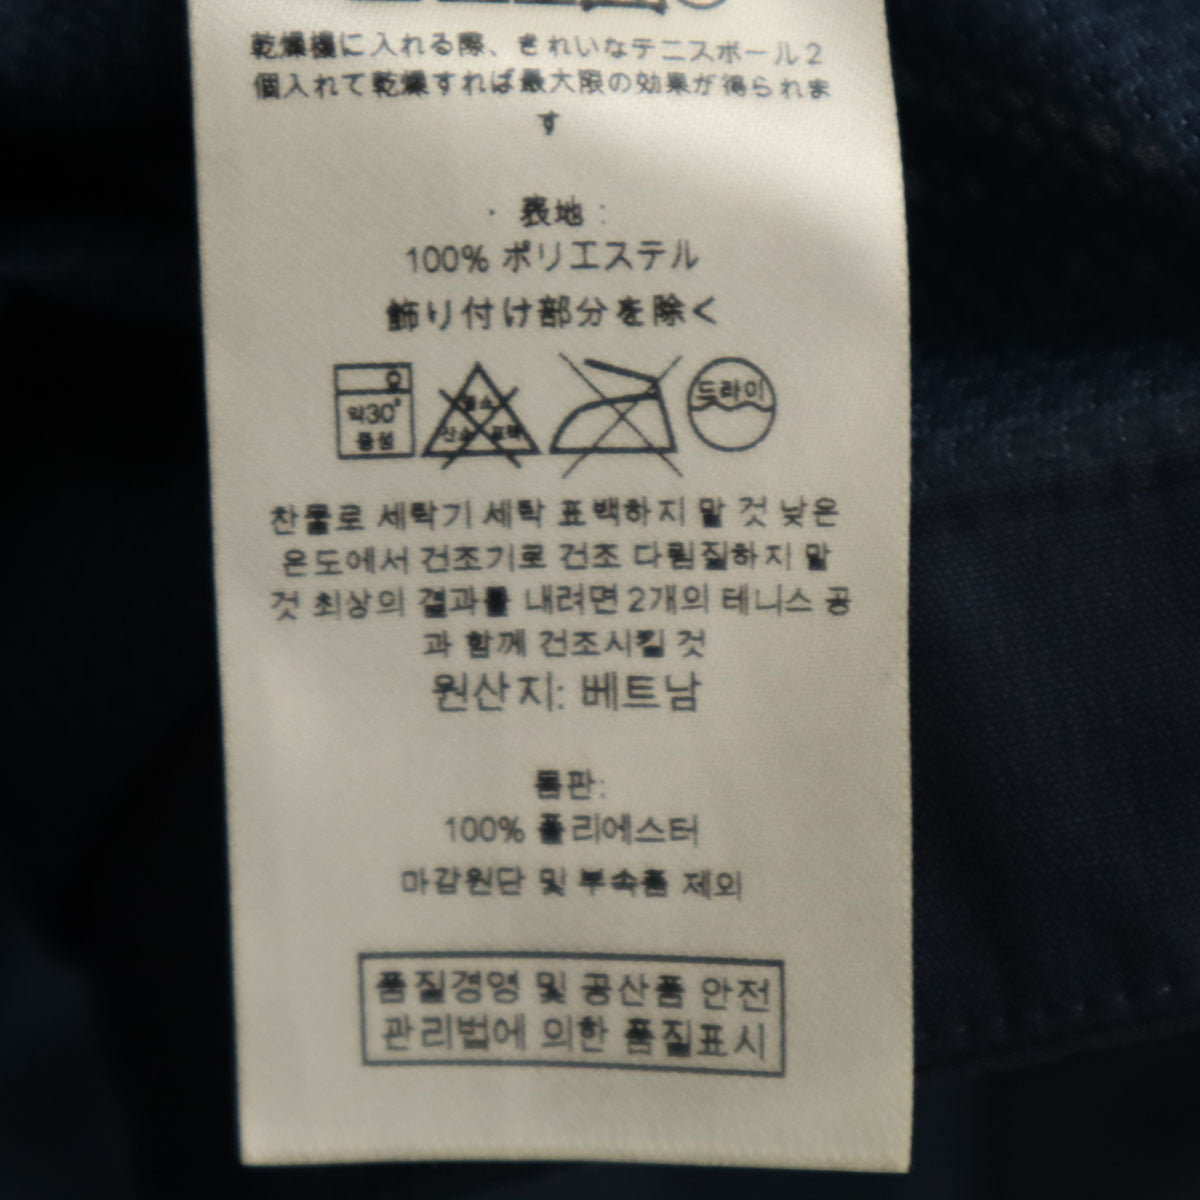 乾燥機に入れる際、きれいなテニスボール2
個入れて乾燥すれば最大限の効果が得られま
す
・表地:
100% ポリエステル
飾り付け部分を除く
약30°
중성
염소
산소 표백
드라이
찬물로 세탁기 세탁 표백하지 말 것 낮은
온도에서 건조기로 건조 다림질하지 말
것 최상의 결과를 내려면 2개의 테니스 공
과 함께 건조시킬 것
원산지: 베트남
몸판:
100% 폴리에스터
마감원단 및 부속품 제외
품질경영 및 공산품 안전
관리법에 의한 품질표시